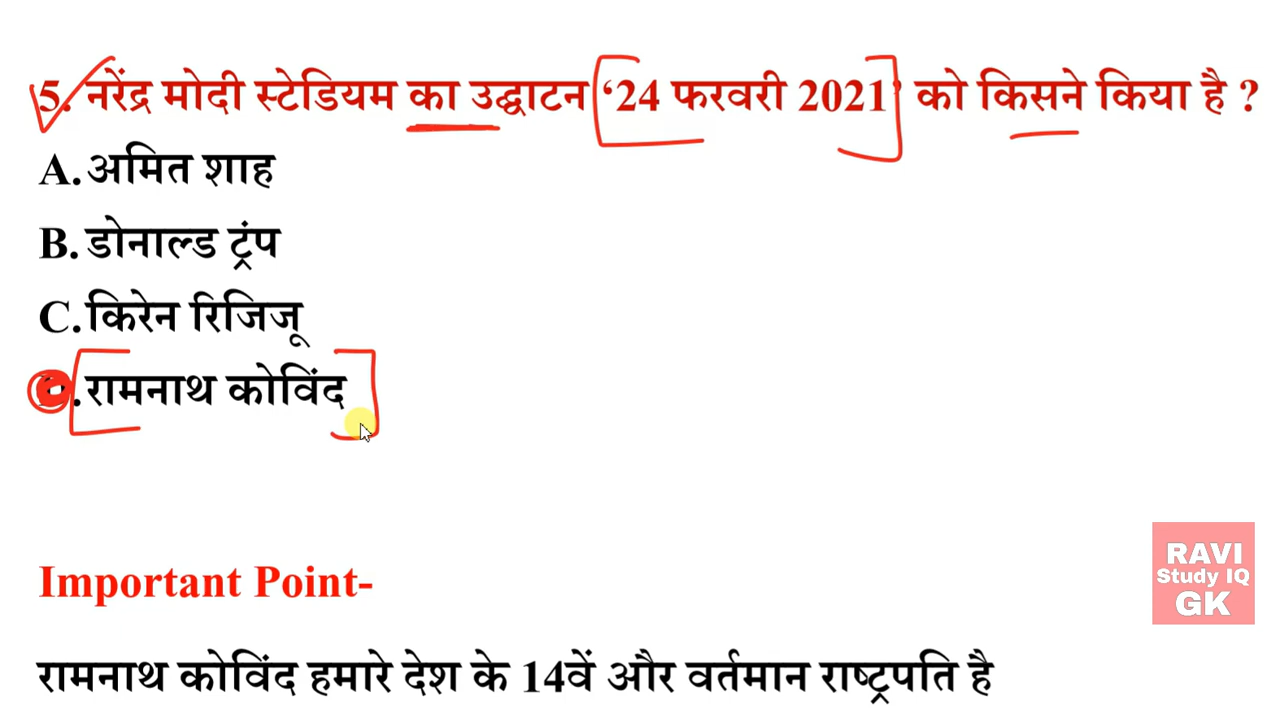 5. नरेंद्र मोदी स्टेडियम का उद्घाटन ‘24 फरवरी 2021’ को किसने किया है ?
A. अमित शाह
B. डोनाल्ड ट्रंप
C. किरेन रिजिजू
D. रामनाथ कोविंद
Important Point-
रामनाथ कोविंद हमारे देश के 14वें और वर्तमान राष्ट्रपति है
RAVI
Study IQ
GK